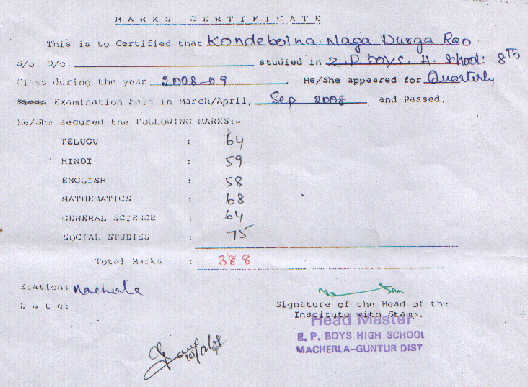 MARKS CERTIFICATE
This is to Certified that Kondeboina Naga Durga Rao
S/o D/o studied in Z.P Boys. H. School: 8th
Class during the year 2008-09 He/She appeared for Quarterly
Examination held in March/April, Sep 2008 and Passed.
He/She secured the FOLLOWING MARKS:-
TELUGU : 64
HINDI : 59
ENGLISH : 58
MATHEMATICS : 68
GENERAL SCIENCE : 64
SOCIAL STUDIES : 75
Total Marks : 388
Station: Macherla
Date:
Signature of the Head of the
Institute with Stamp.
Head Master
Z. P. BOYS HIGH SCHOOL
MACHERLA-GUNTUR DIST